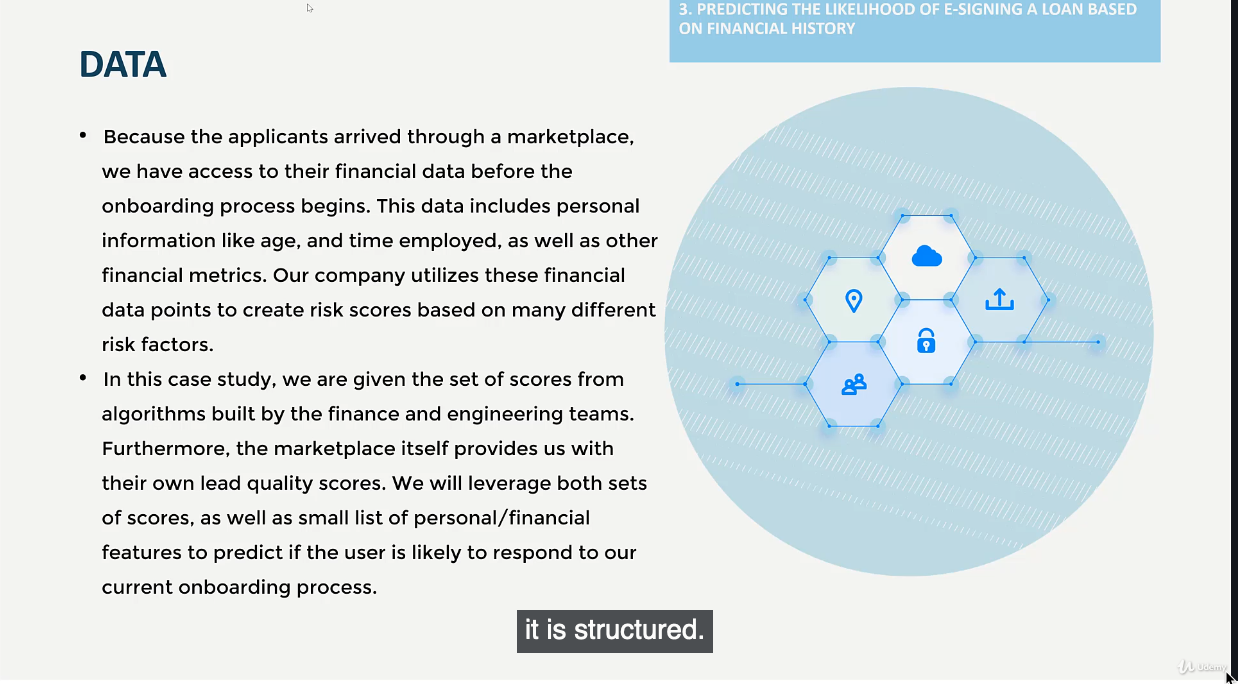 3. PREDICTING THE LIKELIHOOD OF E-SIGNING A LOAN BASED
ON FINANCIAL HISTORY
DATA
• Because the applicants arrived through a marketplace,
we have access to their financial data before the
onboarding process begins. This data includes personal
information like age, and time employed, as well as other
financial metrics. Our company utilizes these financial
data points to create risk scores based on many different
risk factors.
• In this case study, we are given the set of scores from
algorithms built by the finance and engineering teams.
Furthermore, the marketplace itself provides us with
their own lead quality scores. We will leverage both sets
of scores, as well as small list of personal/financial
features to predict if the user is likely to respond to our
current onboarding process.
it is structured.
Udemy